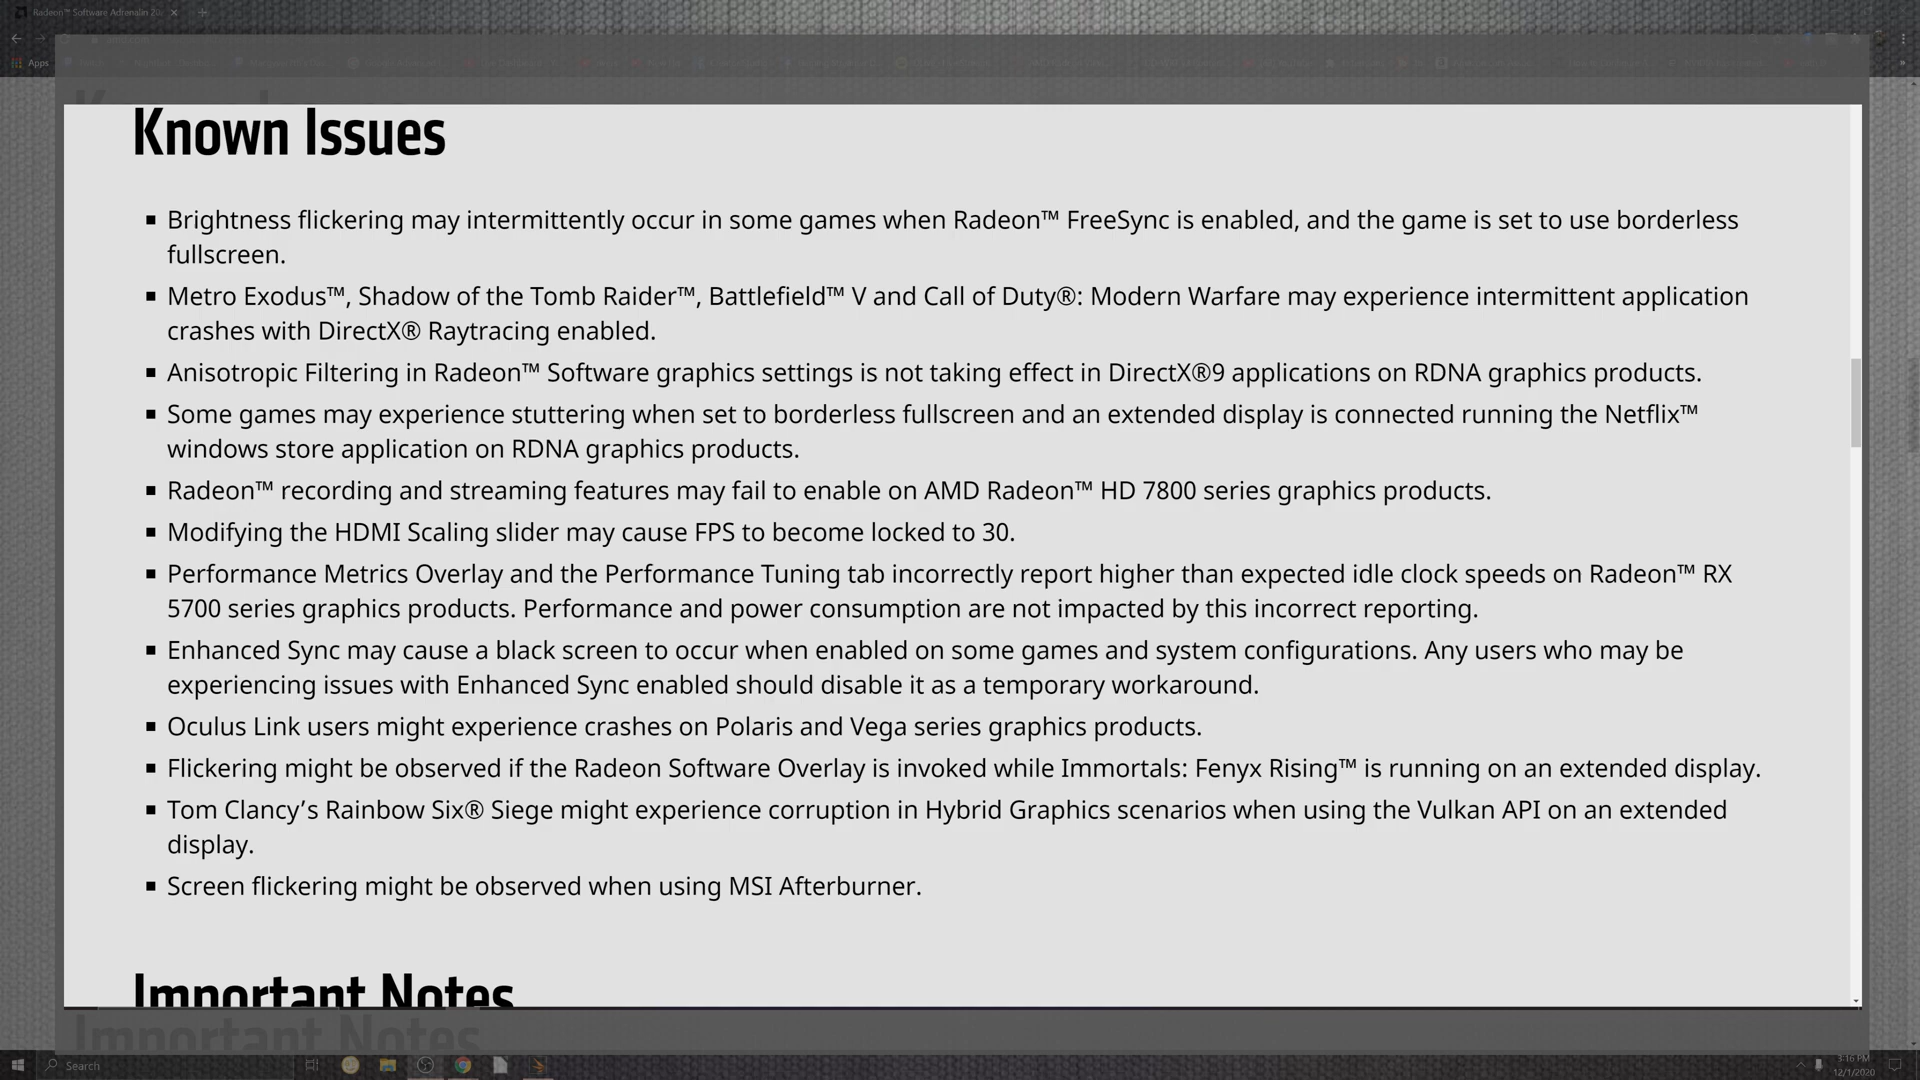 Radeon™ Software Adrenalin 20.
Apps
Known Issues
Brightness flickering may intermittently occur in some games when Radeon™ FreeSync is enabled, and the game is set to use borderless
fullscreen.
Metro Exodus™, Shadow of the Tomb Raider™, Battlefield™ V and Call of Duty®: Modern Warfare may experience intermittent application
crashes with DirectX® Raytracing enabled.
Anisotropic Filtering in Radeon™ Software graphics settings is not taking effect in DirectX®9 applications on RDNA graphics products.
Some games may experience stuttering when set to borderless fullscreen and an extended display is connected running the Netflix™
windows store application on RDNA graphics products.
Radeon™ recording and streaming features may fail to enable on AMD Radeon™ HD 7800 series graphics products.
Modifying the HDMI Scaling slider may cause FPS to become locked to 30.
Performance Metrics Overlay and the Performance Tuning tab incorrectly report higher than expected idle clock speeds on Radeon™ RX
5700 series graphics products. Performance and power consumption are not impacted by this incorrect reporting.
Enhanced Sync may cause a black screen to occur when enabled on some games and system configurations. Any users who may be
experiencing issues with Enhanced Sync enabled should disable it as a temporary workaround.
Oculus Link users might experience crashes on Polaris and Vega series graphics products.
Flickering might be observed if the Radeon Software Overlay is invoked while Immortals: Fenyx Rising™ is running on an extended display.
Tom Clancy’s Rainbow Six® Siege might experience corruption in Hybrid Graphics scenarios when using the Vulkan API on an extended
display.
Screen flickering might be observed when using MSI Afterburner.
Important Notes
Important Notes
Search
3:16 PM
12/1/2020